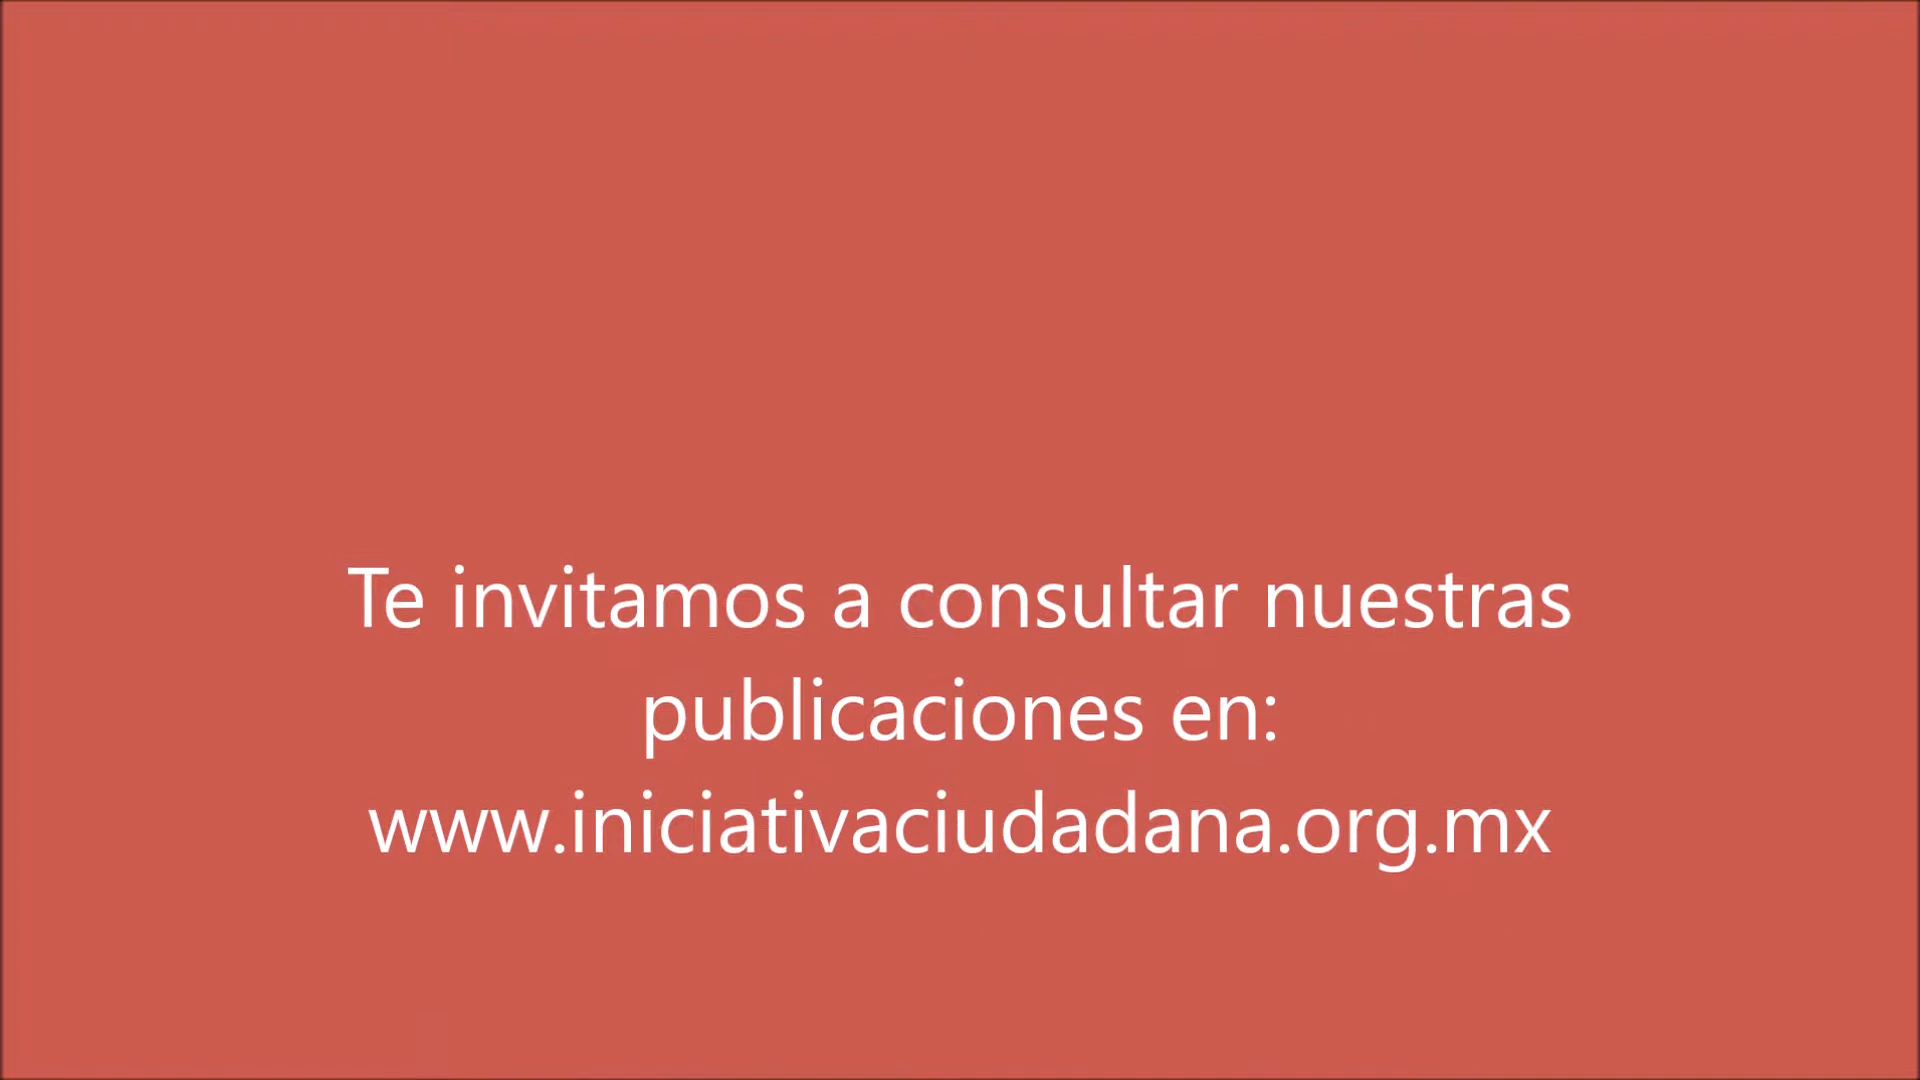 Te invitamos a consultar nuestras
publicaciones en:
www.iniciativaciudadana.org.mx